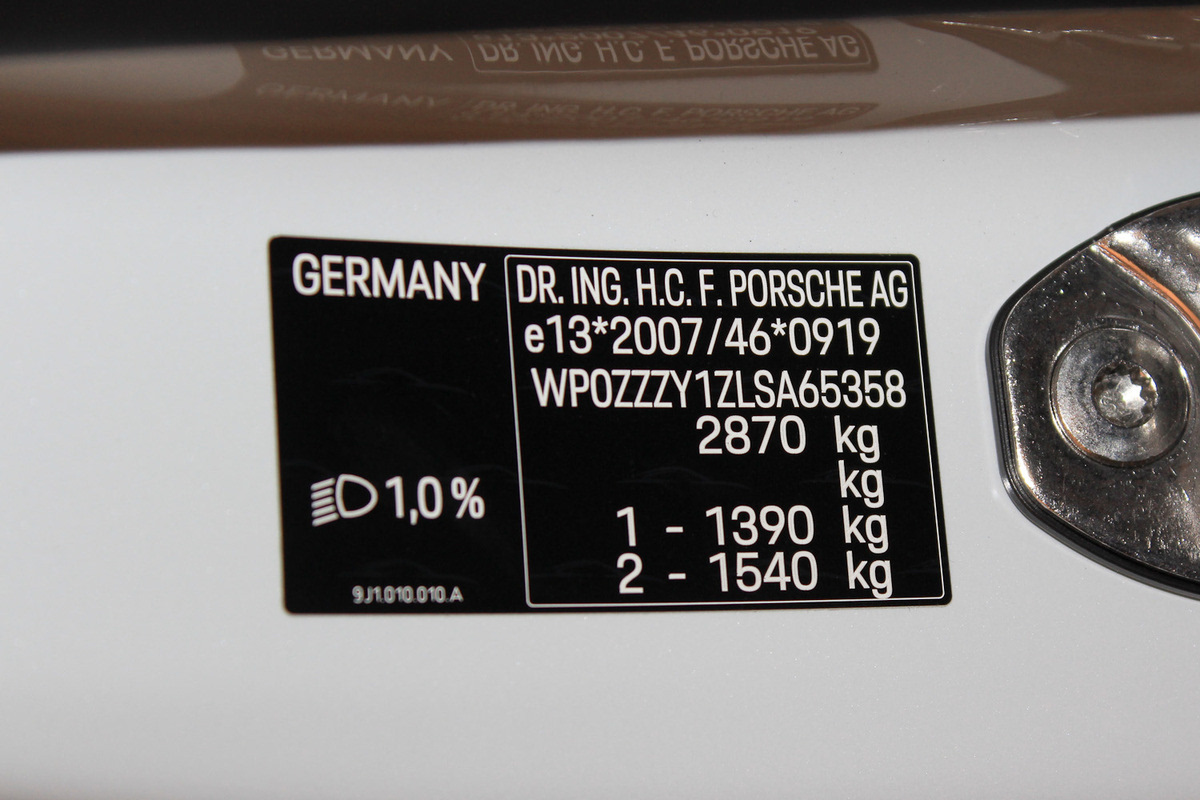 GERMANY
DR. ING. H.C. F. PORSCHE AG
e13*2007/46*0919
WP0ZZZY1ZLSA65358
2870 kg
kg
1 - 1390 kg
2 - 1540 kg
1,0%
9J1.010.010.A